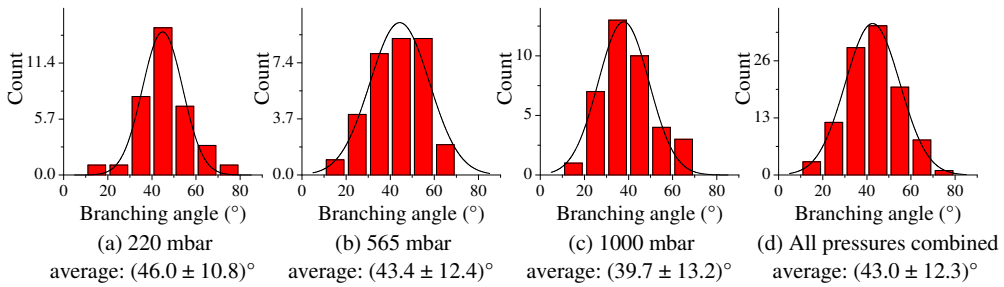 Count
11.4
5.7
0.0
0 20 40 60 80
Branching angle (°)
(a) 220 mbar
average: (46.0 ± 10.8)°
Count
7.4
3.7
0.0
0 20 40 60 80
Branching angle (°)
(b) 565 mbar
average: (43.4 ± 12.4)°
Count
10
5
0
0 20 40 60 80
Branching angle (°)
(c) 1000 mbar
average: (39.7 ± 13.2)°
Count
26
13
0
0 20 40 60 80
Branching angle (°)
(d) All pressures combined
average: (43.0 ± 12.3)°